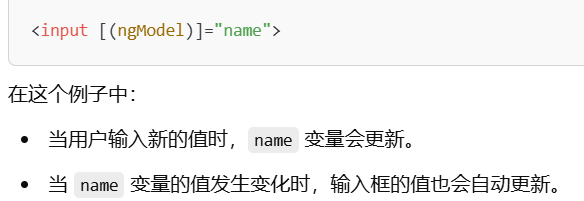 <input [(ngModel)]="name">
在这个例子中：
• 当用户输入新的值时，name 变量会更新。
• 当 name 变量的值发生变化时，输入框的值也会自动更新。